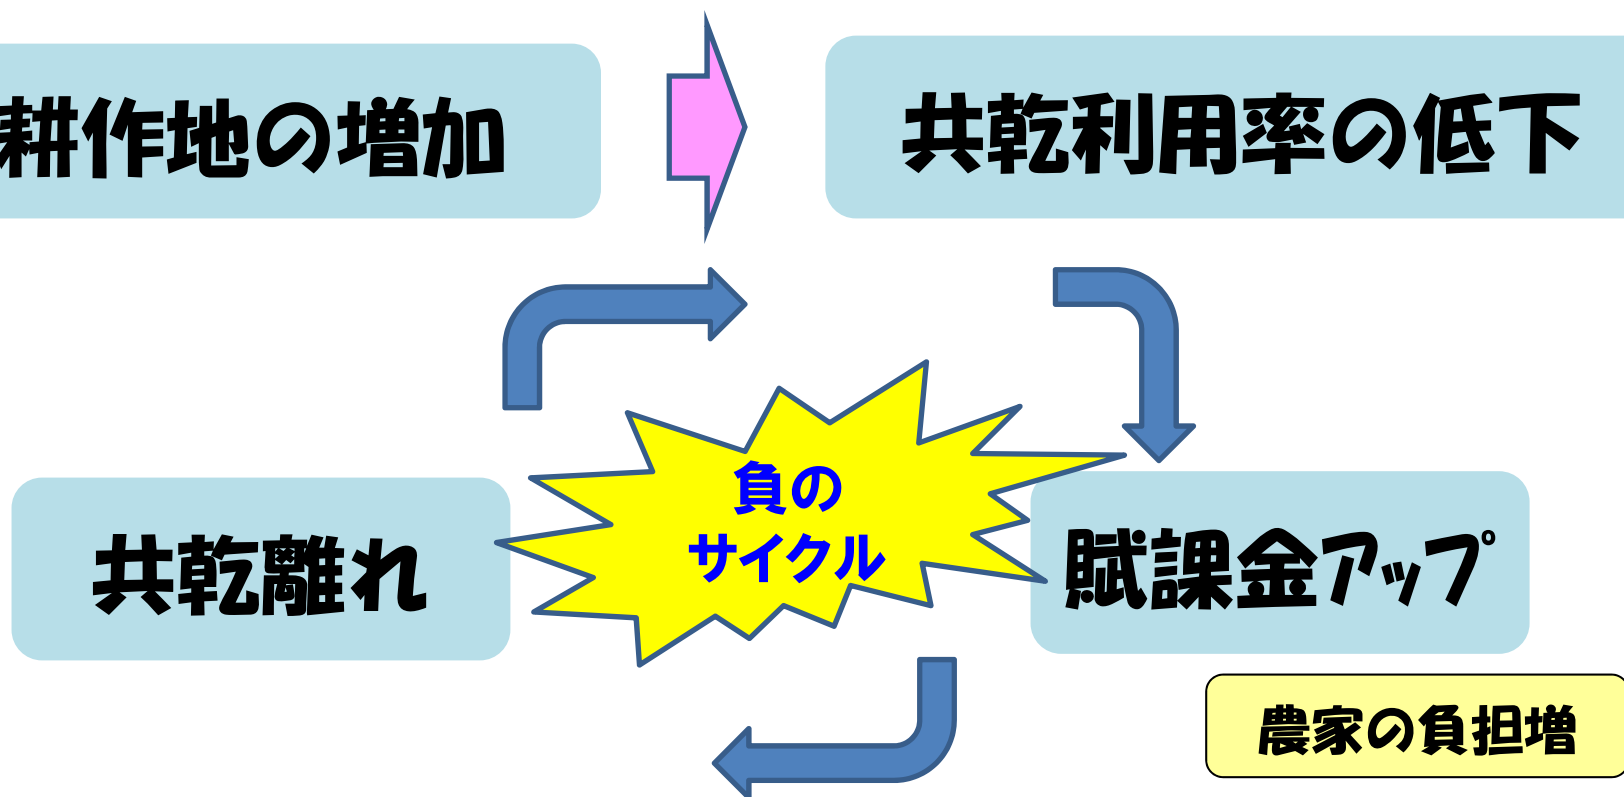 耕作地の増加
共乾利用率の低下
負の
サイクル
共乾離れ
賦課金アップ
農家の負担増